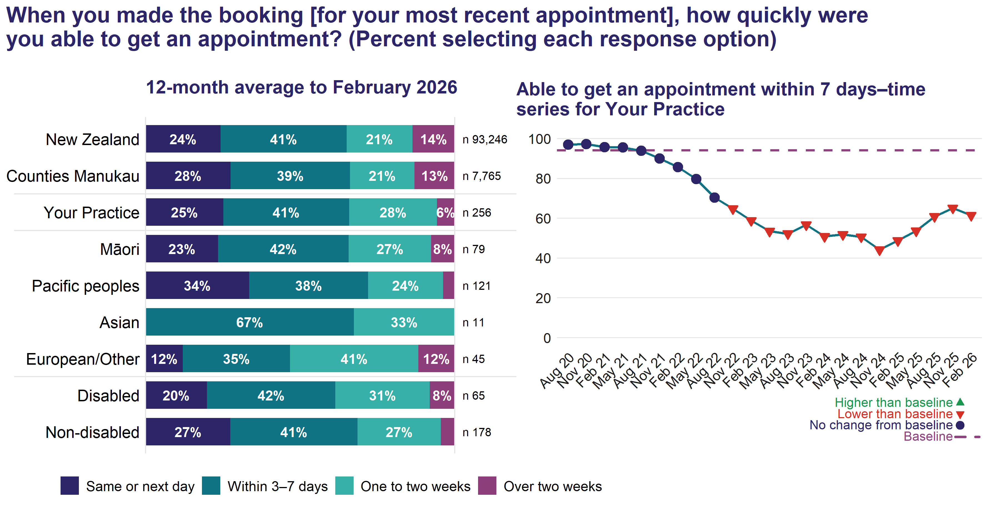 When you made the booking [for your most recent appointment], how quickly were
you able to get an appointment? (Percent selecting each response option)
12-month average to February 2026
New Zealand 24% 41% 21% 14% n 93,246
Counties Manukau 28% 39% 21% 13% n 7,765
Your Practice 25% 41% 28% 6% n 256
Māori 23% 42% 27% 8% n 79
Pacific peoples 34% 38% 24% n 121
Asian 67% 33% n 11
European/Other 12% 35% 41% 12% n 45
Disabled 20% 42% 31% 8% n 65
Non-disabled 27% 41% 27% n 178
Same or next day Within 3–7 days One to two weeks Over two weeks
Able to get an appointment within 7 days–time
series for Your Practice
100
80
60
40
20
0
Aug 20
Nov 20
Feb 21
May 21
Aug 21
Nov 21
Feb 22
May 22
Aug 22
Nov 22
Feb 23
May 23
Aug 23
Nov 23
Feb 24
May 24
Aug 24
Nov 24
Feb 25
May 25
Aug 25
Nov 25
Feb 26
Higher than baseline
Lower than baseline
No change from baseline
Baseline